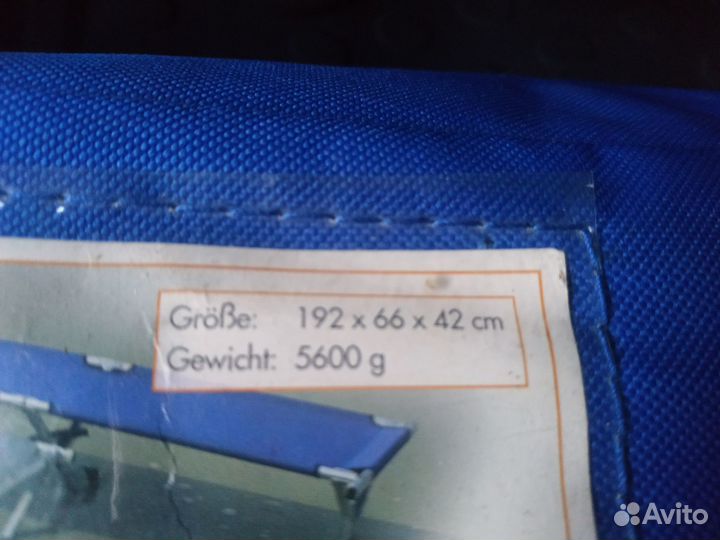 Größe: 192 x 66 x 42 cm
Gewicht: 5600 g
Avito